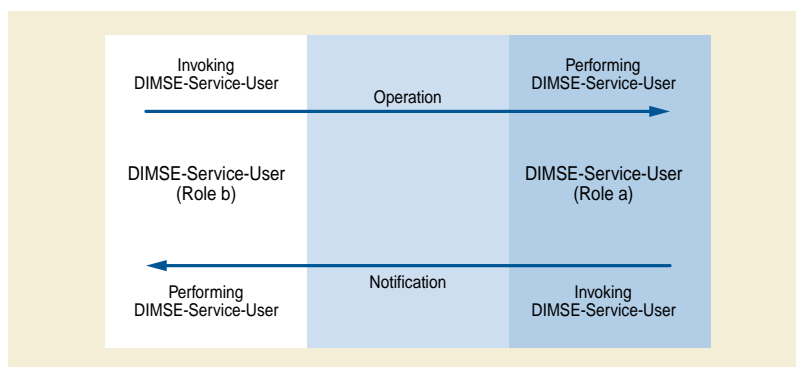 Invoking
DIMSE-Service-User
Performing
DIMSE-Service-User
Operation
DIMSE-Service-User
(Role b)
DIMSE-Service-User
(Role a)
Notification
Performing
DIMSE-Service-User
Invoking
DIMSE-Service-User